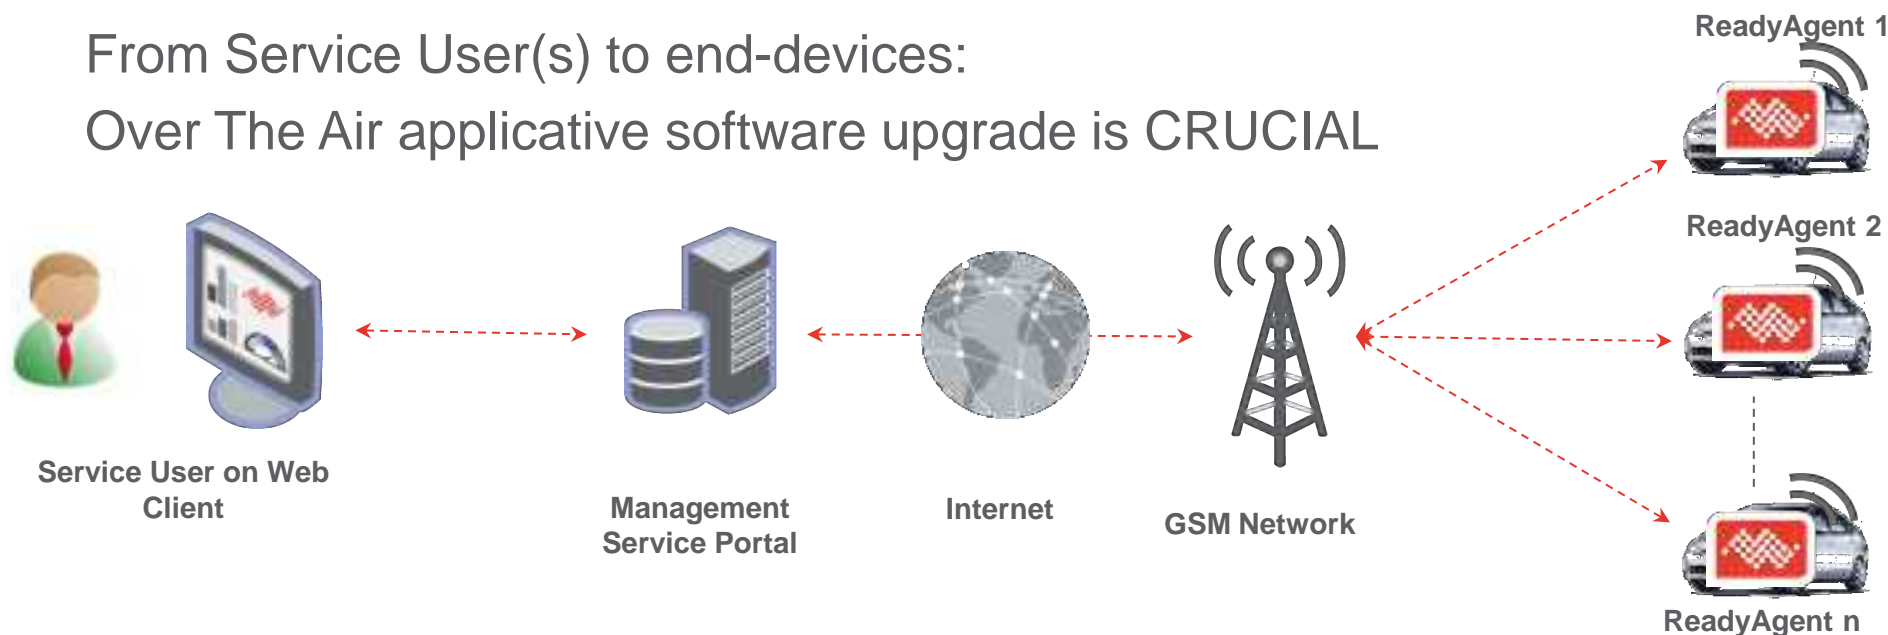 From Service User(s) to end-devices:
Over The Air applicative software upgrade is CRUCIAL
ReadyAgent 1
ReadyAgent 2
Service User on Web
Client
Management
Service Portal
Internet
GSM Network
ReadyAgent n